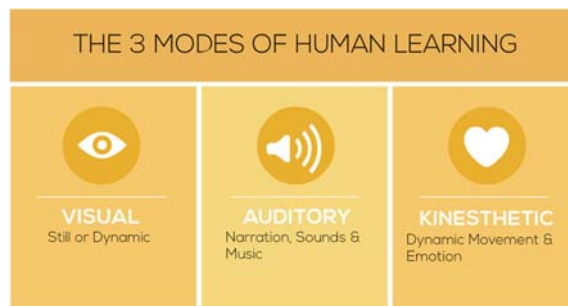 THE 3 MODES OF HUMAN LEARNING
VISUAL
Still or Dynamic
AUDITORY
Narration, Sounds &
Music
KINESTHETIC
Dynamic Movement &
Emotion